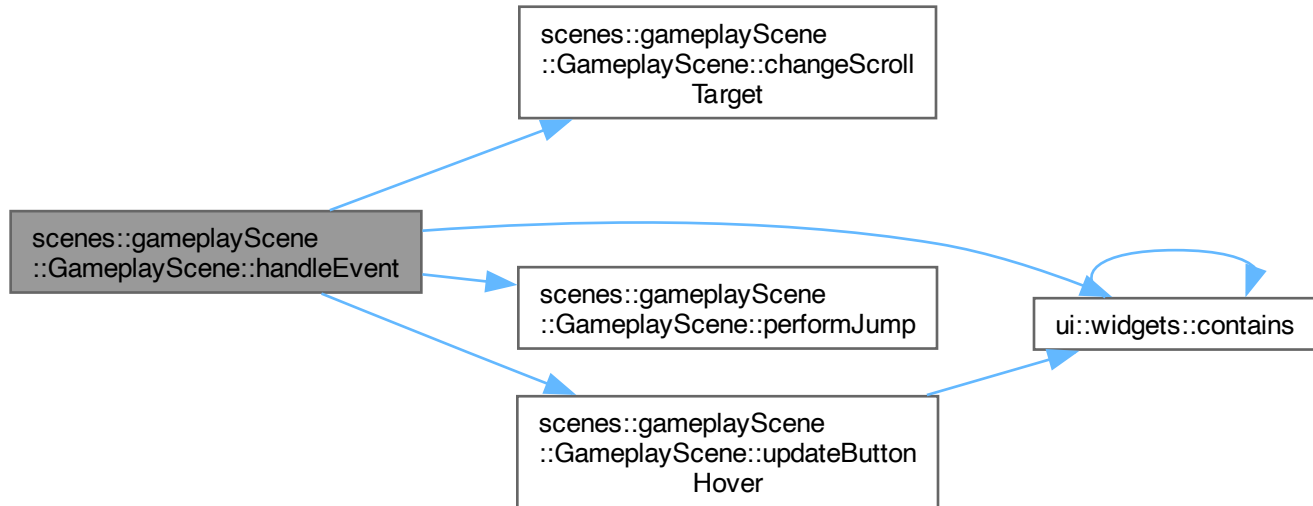 scenes::gameplayScene
::GameplayScene::changeScroll
Target
scenes::gameplayScene
::GameplayScene::handleEvent
scenes::gameplayScene
::GameplayScene::performJump
ui::widgets::contains
scenes::gameplayScene
::GameplayScene::updateButton
Hover